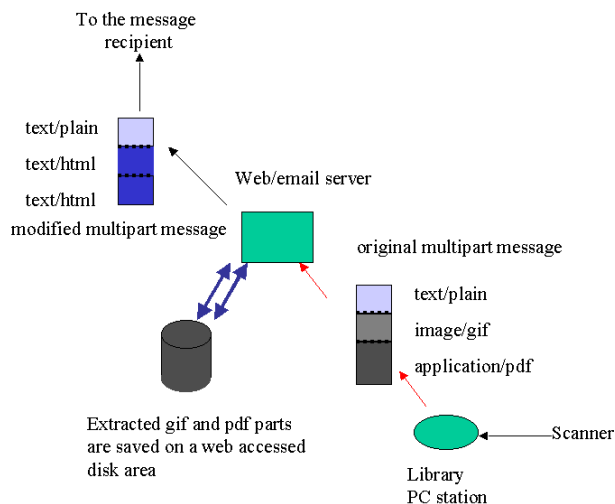 To the message
recipient
text/plain
text/html
text/html
modified multipart message
Web/email server
original multipart message
text/plain
image/gif
application/pdf
Extracted gif and pdf parts
are saved on a web accessed
disk area
Scanner
Library
PC station